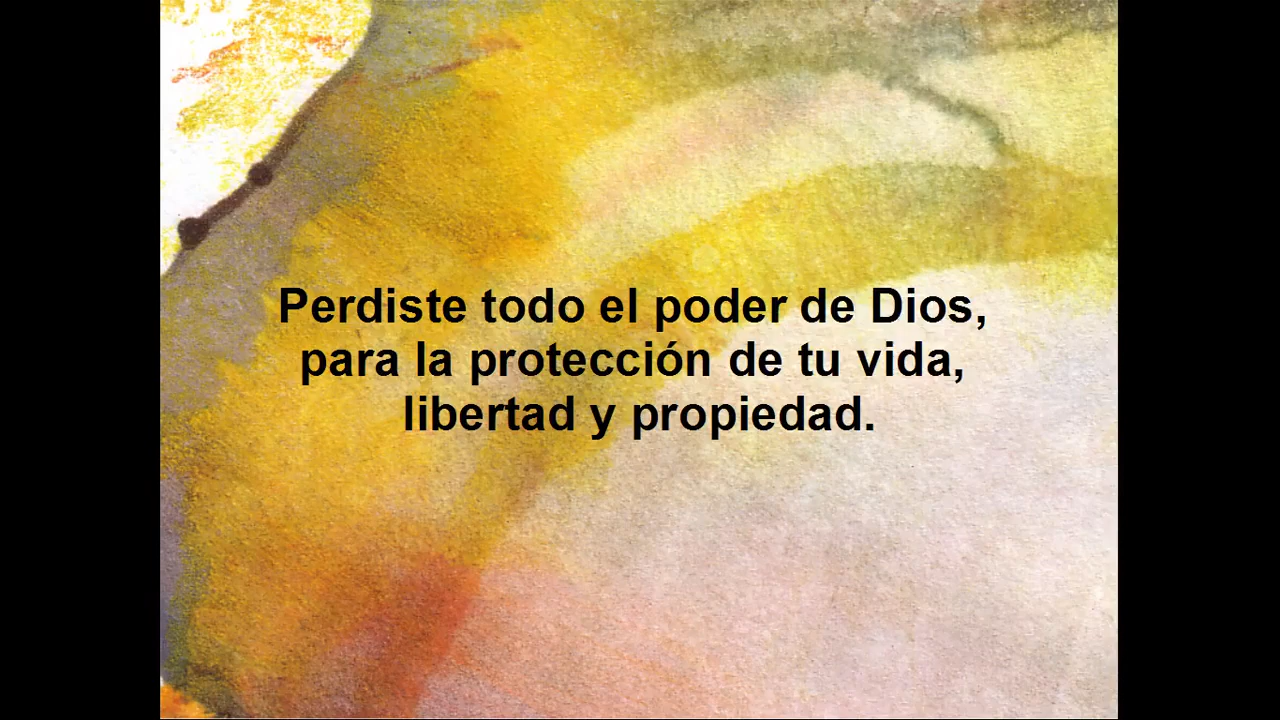 Perdiste todo el poder de Dios,
para la protección de tu vida,
libertad y propiedad.